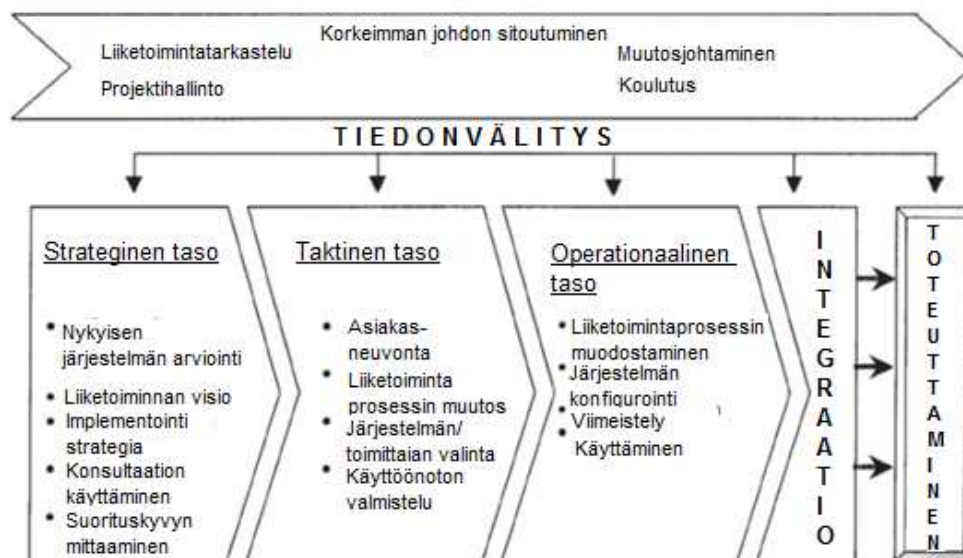 Korkeimman johdon sitoutuminen
Liiketoimintatarkastelu
Muutosjohtaminen
Projektihallinto
Koulutus
TIEDONVÄLITYS
Strateginen taso
• Nykyisen
järjestelmän arviointi
• Liiketoiminnan visio
• Implementointi
strategia
• Konsultaation
käyttäminen
• Suorituskyvyn
mittaaminen
Taktinen taso
• Asiakas-
neuvonta
• Liiketoiminta
prosessin muutos
• Järjestelmän/
toimittaian valinta
• Käyttöönoton
valmistelu
Operationaalinen
taso
• Liiketoimintaprosessin
muodostaminen
• Järjestelmän
konfigurointi
• Viimeistely
• Käyttäminen
INTEGRAATIO
TOTEUTTAMINEN